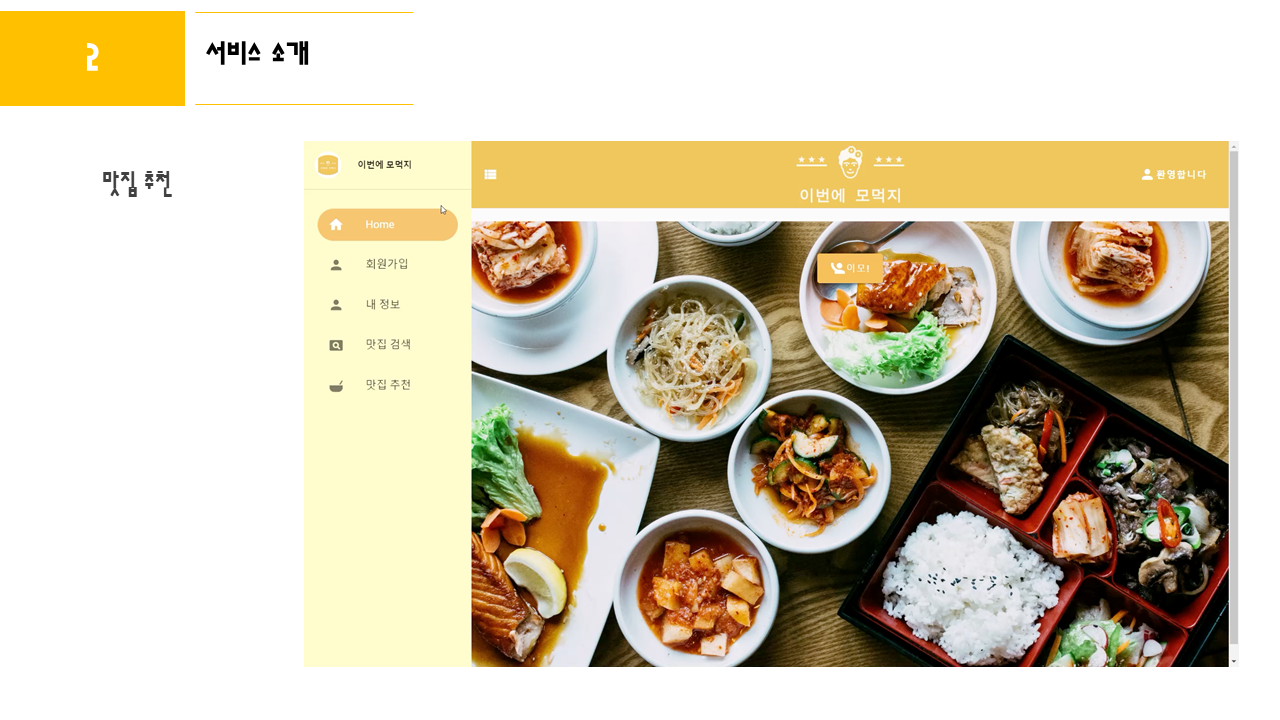 2
서비스 소개
맛집 추천
이번에 모먹지
Home
회원가입
내 정보
맛집 검색
맛집 추천
이번에 모먹지
환영합니다
이모!